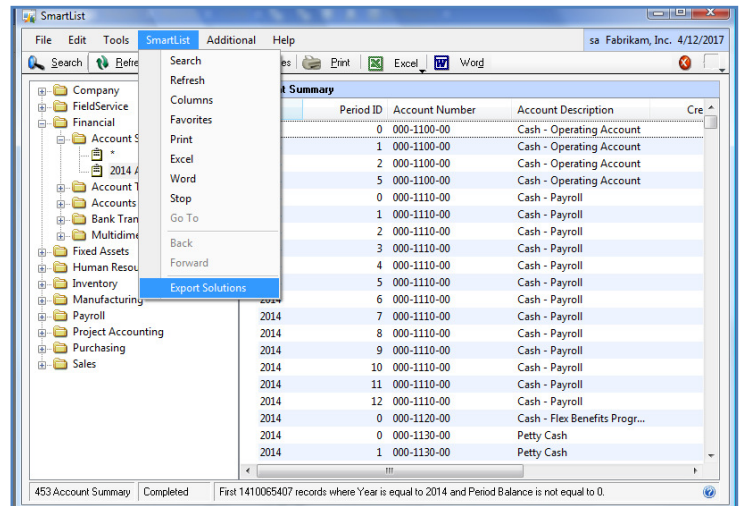 SmartList
File Edit Tools SmartList Additional Help sa Fabrikam, Inc. 4/12/2017
Search Print Excel Word
Search
Refresh
Columns
Favorites
Print
Excel
Word
Stop
Go To
Back
Forward
Export Solutions
Company
FieldService
Financial
Account
*
2014
Account
Accounts
Bank
Fixed Assets
Human
Inventory
Manufacturing
Payroll
Project Accounting
Purchasing
Sales
Summary
Period ID Account Number Account Description Cre
0 000-1100-00 Cash - Operating Account
1 000-1100-00 Cash - Operating Account
2 000-1100-00 Cash - Operating Account
5 000-1100-00 Cash - Operating Account
0 000-1110-00 Cash - Payroll
1 000-1110-00 Cash - Payroll
2 000-1110-00 Cash - Payroll
3 000-1110-00 Cash - Payroll
4 000-1110-00 Cash - Payroll
5 000-1110-00 Cash - Payroll
2014 6 000-1110-00 Cash - Payroll
2014 7 000-1110-00 Cash - Payroll
2014 8 000-1110-00 Cash - Payroll
2014 9 000-1110-00 Cash - Payroll
2014 10 000-1110-00 Cash - Payroll
2014 11 000-1110-00 Cash - Payroll
2014 12 000-1110-00 Cash - Payroll
2014 0 000-1120-00 Cash - Flex Benefits Progr...
2014 0 000-1130-00 Petty Cash
2014 1 000-1130-00 Petty Cash
453 Account Summary Completed First 1410065407 records where Year is equal to 2014 and Period Balance is not equal to 0.